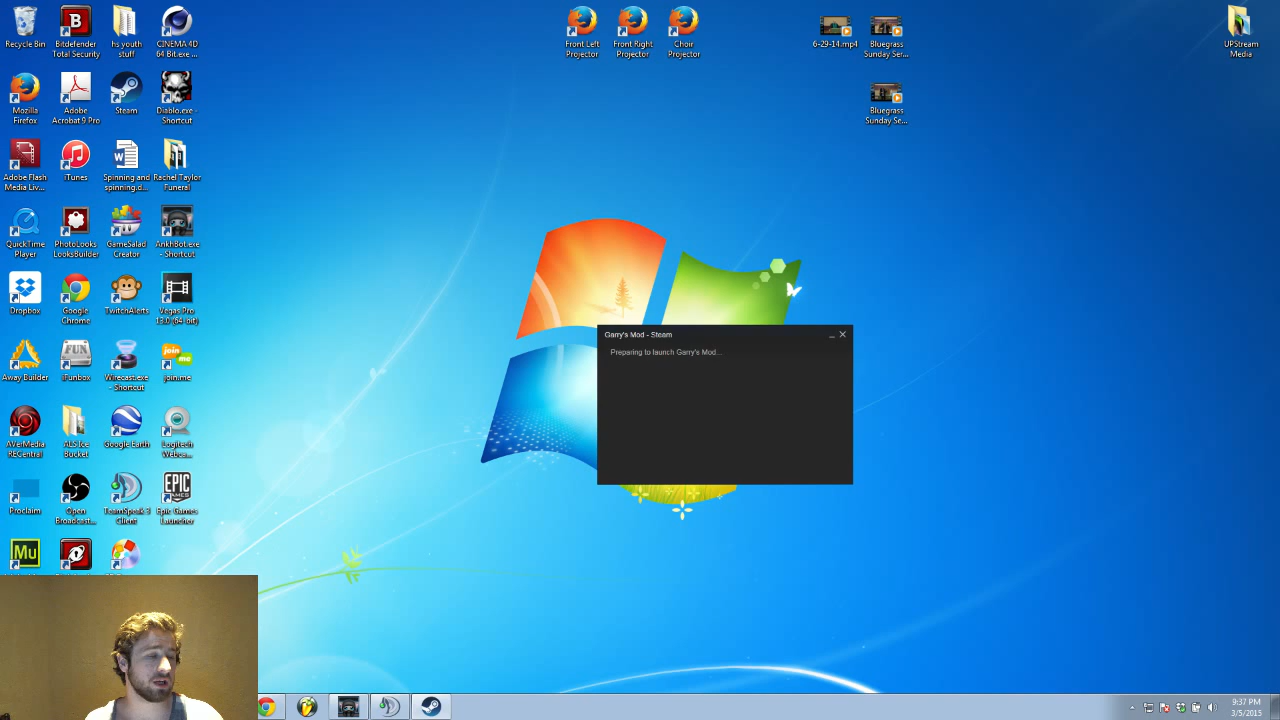 Recycle Bin
Bitdefender
Total Security
hs youth
stuff
CINEMA 4D
64 Bit.exe ...
Front Left
Projector
Front Right
Projector
Choir
Projector
6-29-14.mp4
Bluegrass
Sunday Ser...
UPStream
Media
Mozilla
Firefox
Adobe
Acrobat 9 Pro
Steam
Diablo.exe -
Shortcut
Bluegrass
Sunday Se...
Adobe Flash
Media Liv...
iTunes
Spinning and
spinning.d...
Rachel Taylor
Funeral
QuickTime
Player
PhotoLooks
LooksBuilder
GameSalad
Creator
AnkhBot.exe
- Shortcut
Dropbox
Google
Chrome
TwitchAlerts
Vegas Pro
13.0 (64-bit)
Garry's Mod - Steam
Preparing to launch Garry's Mod...
Away Builder
iFunbox
Wirecast.exe
- Shortcut
join.me
AVerMedia
RECentral
ALS Ice
Bucket
Google Earth
Logitech
Webca...
Proclaim
Open
Broadcast...
TeamSpeak 3
Client
Epic Games
Launcher
Mu
9:37 PM
3/5/2015